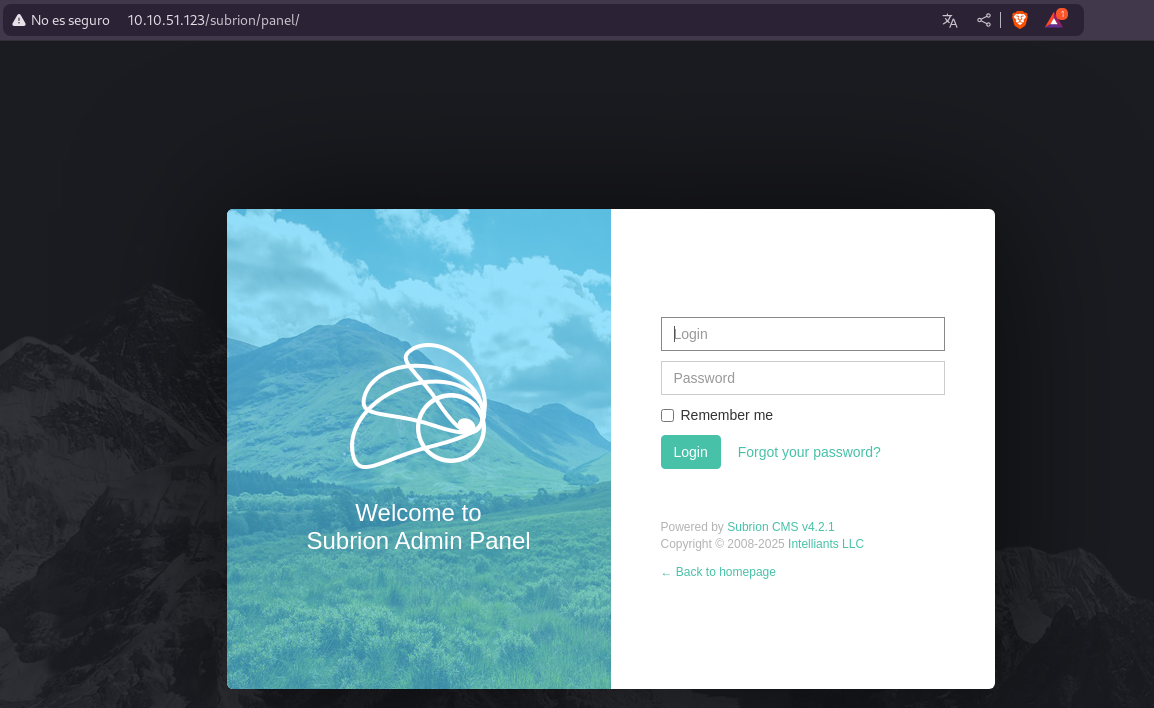 No es seguro 10.10.51.123/subrion/panel/
1
Login
Password
Remember me
Login Forgot your password?
Welcome to
Subrion Admin Panel
Powered by Subrion CMS v4.2.1
Copyright © 2008-2025 Intelliants LLC
← Back to homepage